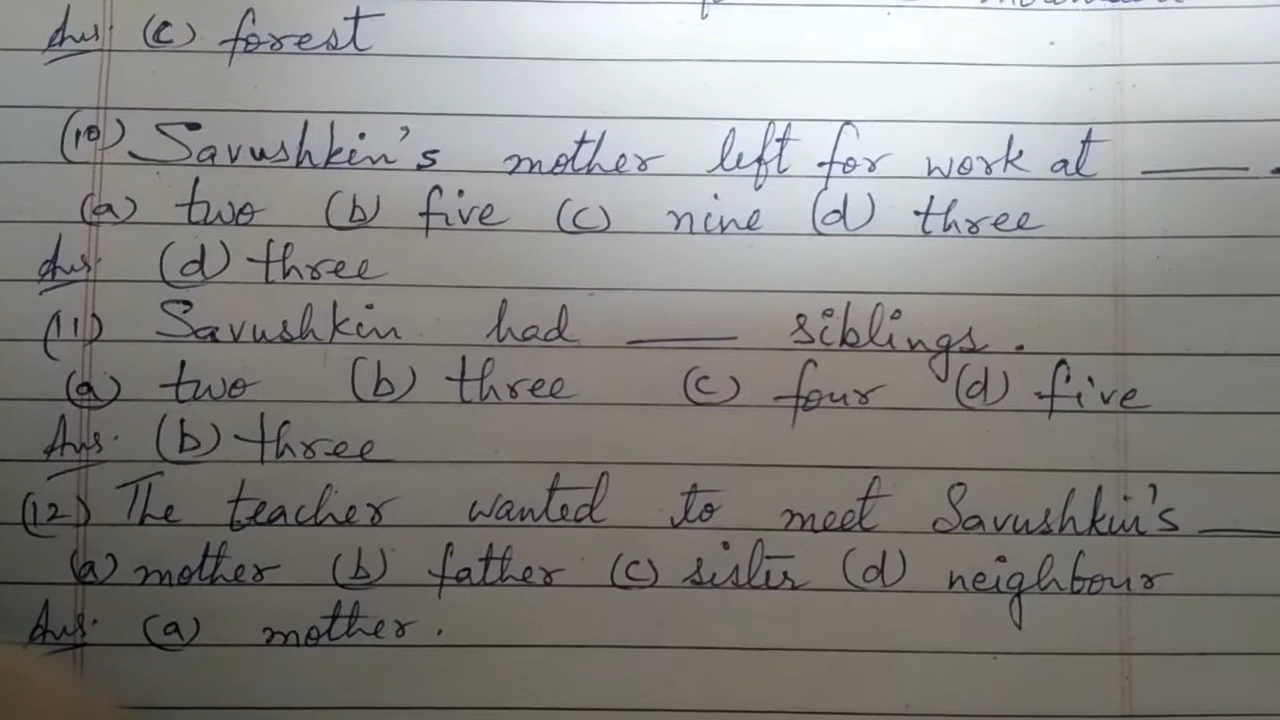 Ans: (c) forest
(10) Savushkin's mother left for work at ____.
(a) two (b) five (c) nine (d) three
Ans: (d) three
(11) Savushkin had ____ siblings.
(a) two (b) three (c) four (d) five
Ans. (b) three
(12) The teacher wanted to meet Savushkin's ____
(a) mother (b) father (c) sister (d) neighbour
Ans: (a) mother.